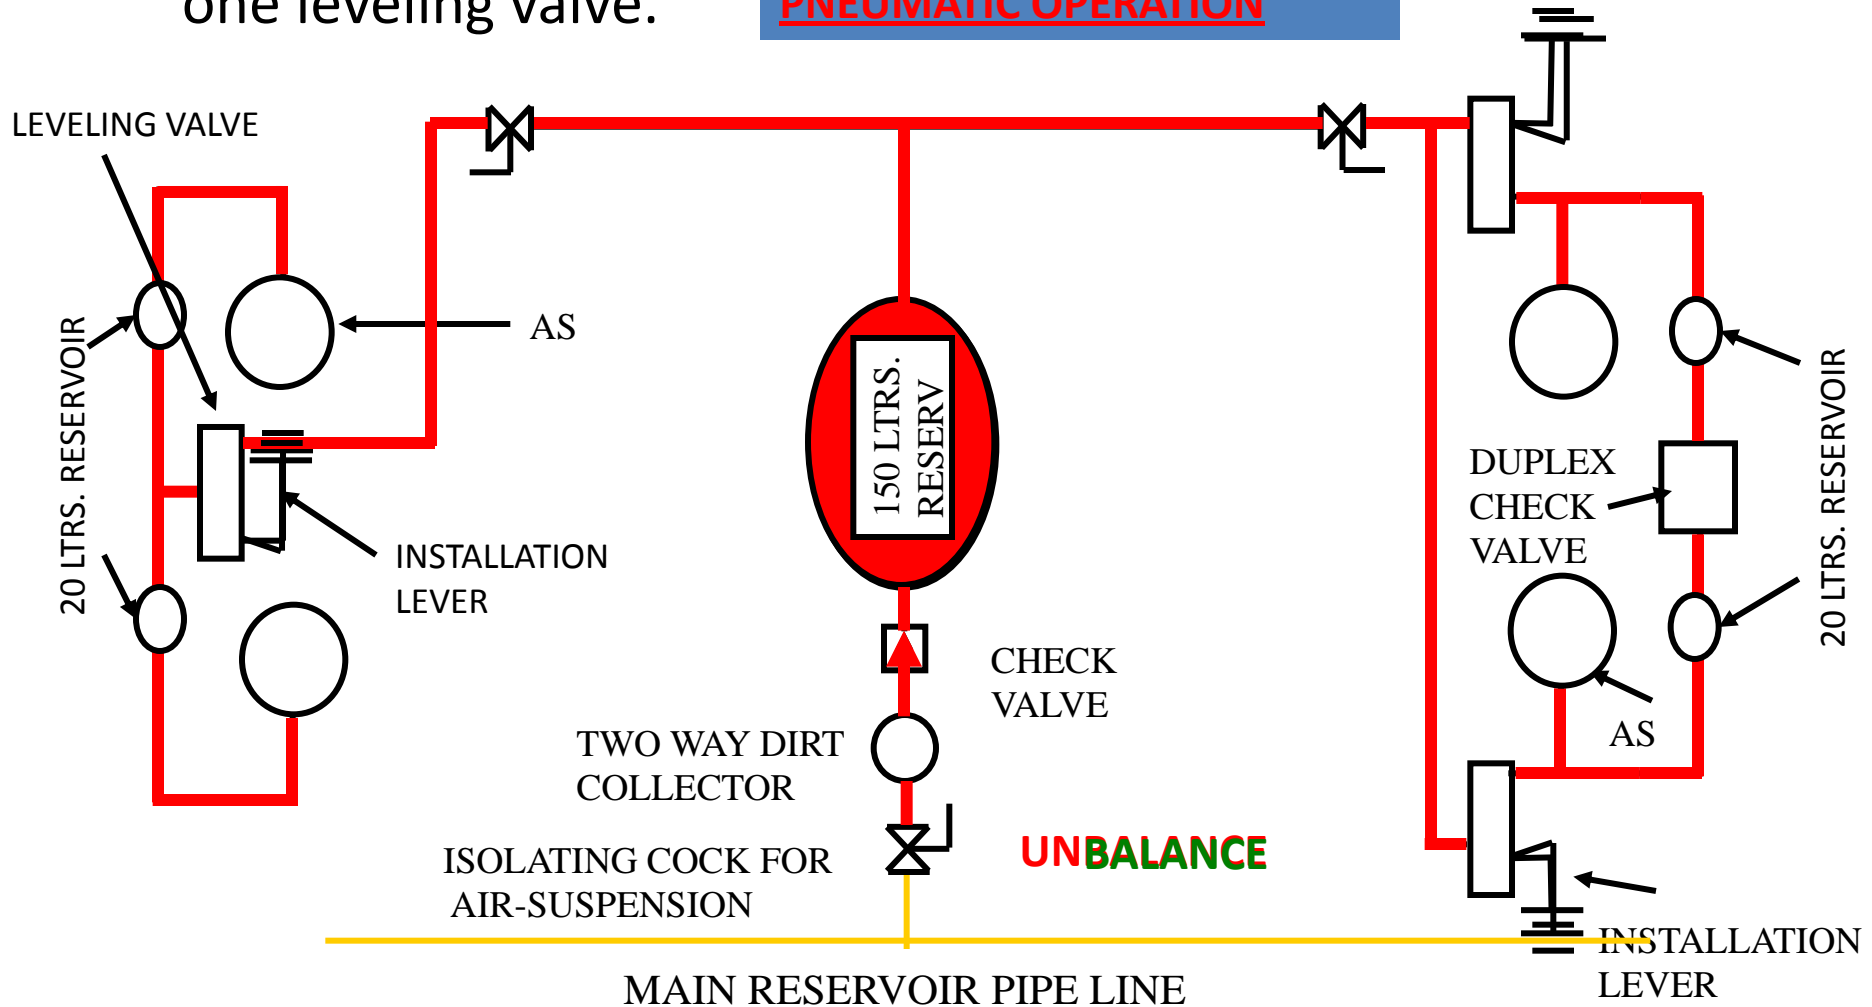 one leveling valve.
PNEUMATIC OPERATION
LEVELING VALVE
AS
20 LTRS. RESERVOIR
INSTALLATION
LEVER
150 LTRS.
RESERV
CHECK
VALVE
TWO WAY DIRT
COLLECTOR
ISOLATING COCK FOR
AIR-SUSPENSION
UNBALANCE
MAIN RESERVOIR PIPE LINE
DUPLEX
CHECK
VALVE
20 LTRS. RESERVOIR
AS
INSTALLATION
LEVER